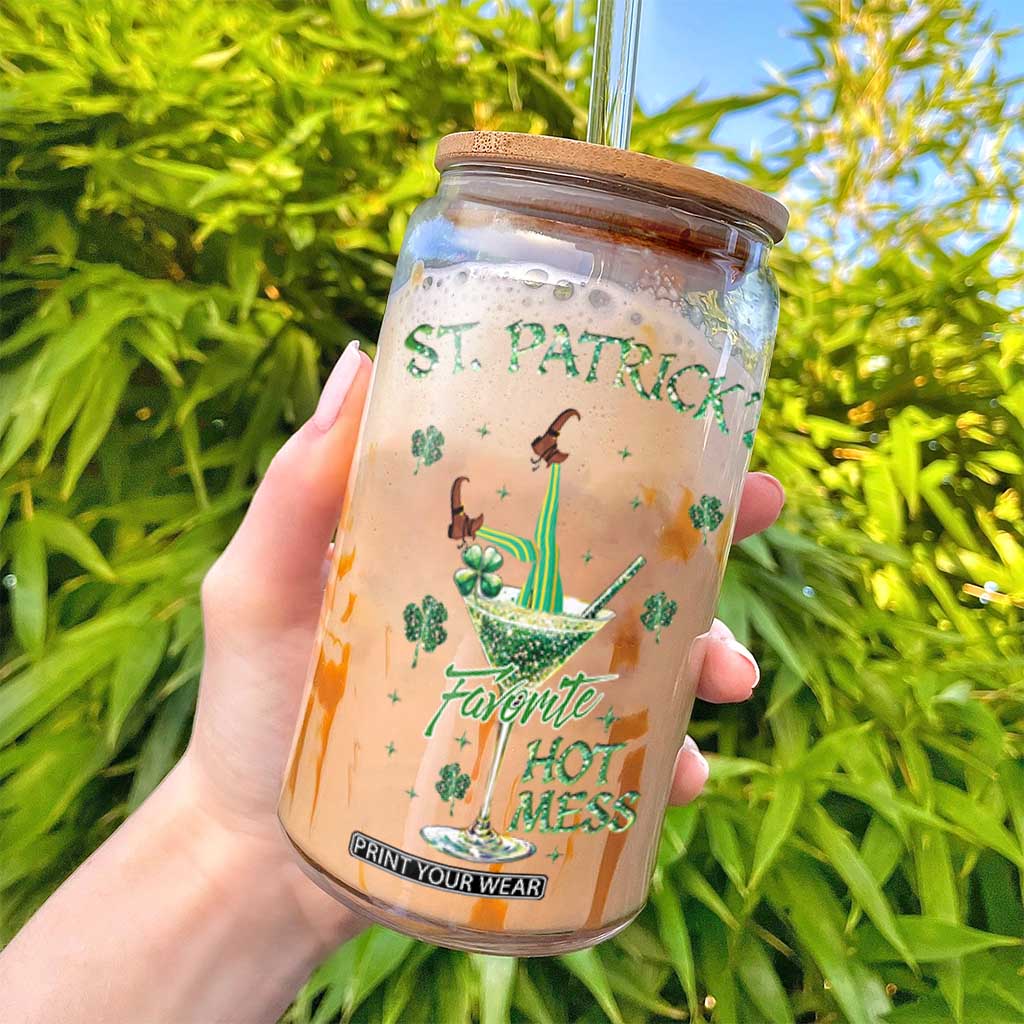 ST. PATRICK'
Favorite
HOT
MESS
PRINT YOUR WEAR